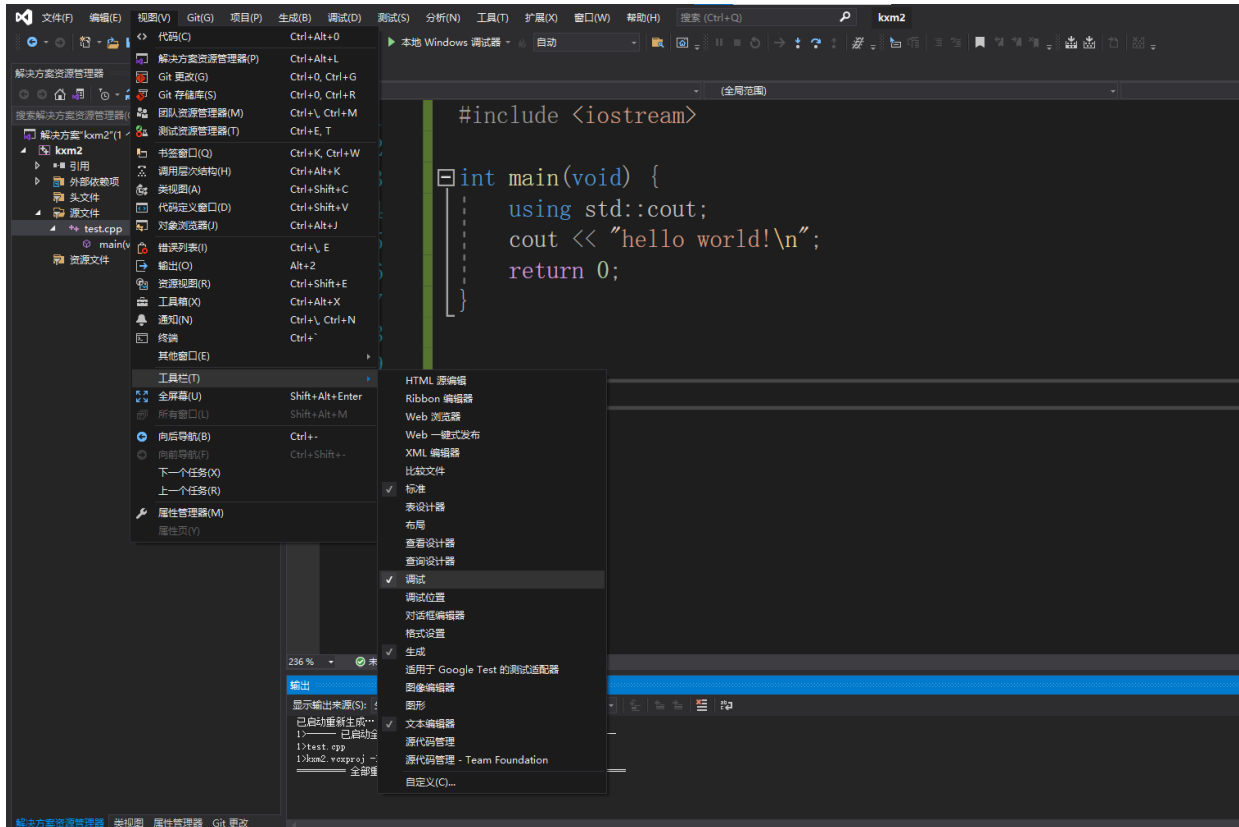 文件(F) 编辑(E) 视图(V) Git(G) 项目(P) 生成(B) 调试(D) 测试(S) 分析(N) 工具(T) 扩展(X) 窗口(W) 帮助(H) 搜索 (Ctrl+Q) kxm2
本地 Windows 调试器 自动
解决方案资源管理器
搜索解决方案资源管理器(
解决方案"kxm2"(1
kxm2
引用
外部依赖项
头文件
源文件
test.cpp
main(v
资源文件
代码(C) Ctrl+Alt+0
解决方案资源管理器(P) Ctrl+Alt+L
Git 更改(G) Ctrl+0, Ctrl+G
Git 存储库(S) Ctrl+0, Ctrl+R
团队资源管理器(M) Ctrl+\, Ctrl+M
测试资源管理器(T) Ctrl+E, T
书签窗口(Q) Ctrl+K, Ctrl+W
调用层次结构(H) Ctrl+Alt+K
类视图(A) Ctrl+Shift+C
代码定义窗口(D) Ctrl+Shift+V
对象浏览器(J) Ctrl+Alt+J
错误列表(I) Ctrl+\, E
输出(O) Alt+2
资源视图(R) Ctrl+Shift+E
工具箱(X) Ctrl+Alt+X
通知(N) Ctrl+\, Ctrl+N
终端 Ctrl+`
其他窗口(E)
工具栏(T)
全屏幕(U) Shift+Alt+Enter
所有窗口(L) Shift+Alt+M
向后导航(B) Ctrl+-
向前导航(F) Ctrl+Shift+-
下一个任务(X)
上一个任务(R)
属性管理器(M)
属性页(Y)
(全局范围)
#include <iostream>
int main(void) {
using std::cout;
cout << "hello world!\n";
return 0;
}
HTML 源编辑
Ribbon 编辑器
Web 浏览器
Web 一键式发布
XML 编辑器
比较文件
标准
表设计器
布局
查看设计器
查询设计器
调试
调试位置
对话框编辑器
格式设置
生成
适用于 Google Test 的测试适配器
图像编辑器
图形
文本编辑器
源代码管理
源代码管理 - Team Foundation
自定义(C)...
236 %
输出
显示输出来源(S):
已启动重新生成…
1>—— 已启动全
1>test.cpp
1>kxm2.vcxproj -
全部重
解决方案资源管理器 类视图 属性管理器 Git 更改